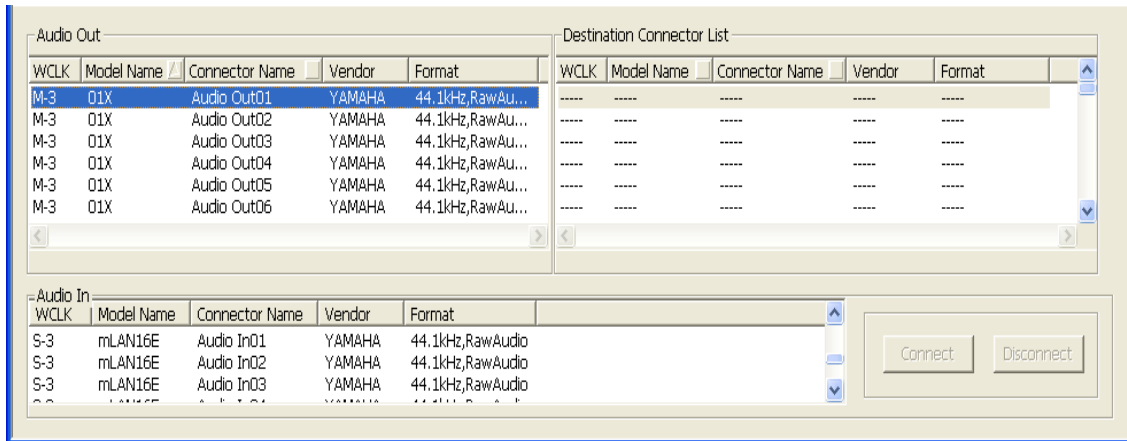 Audio Out
WCLK Model Name Connector Name Vendor Format
M-3 01X Audio Out01 YAMAHA 44.1kHz,RawAu...
M-3 01X Audio Out02 YAMAHA 44.1kHz,RawAu...
M-3 01X Audio Out03 YAMAHA 44.1kHz,RawAu...
M-3 01X Audio Out04 YAMAHA 44.1kHz,RawAu...
M-3 01X Audio Out05 YAMAHA 44.1kHz,RawAu...
M-3 01X Audio Out06 YAMAHA 44.1kHz,RawAu...
Destination Connector List
WCLK Model Name Connector Name Vendor Format
----- ----- ----- ----- -----
----- ----- ----- ----- -----
----- ----- ----- ----- -----
----- ----- ----- ----- -----
----- ----- ----- ----- -----
----- ----- ----- ----- -----
Audio In
WCLK Model Name Connector Name Vendor Format
S-3 mLAN16E Audio In01 YAMAHA 44.1kHz,RawAudio
S-3 mLAN16E Audio In02 YAMAHA 44.1kHz,RawAudio
S-3 mLAN16E Audio In03 YAMAHA 44.1kHz,RawAudio
Connect Disconnect